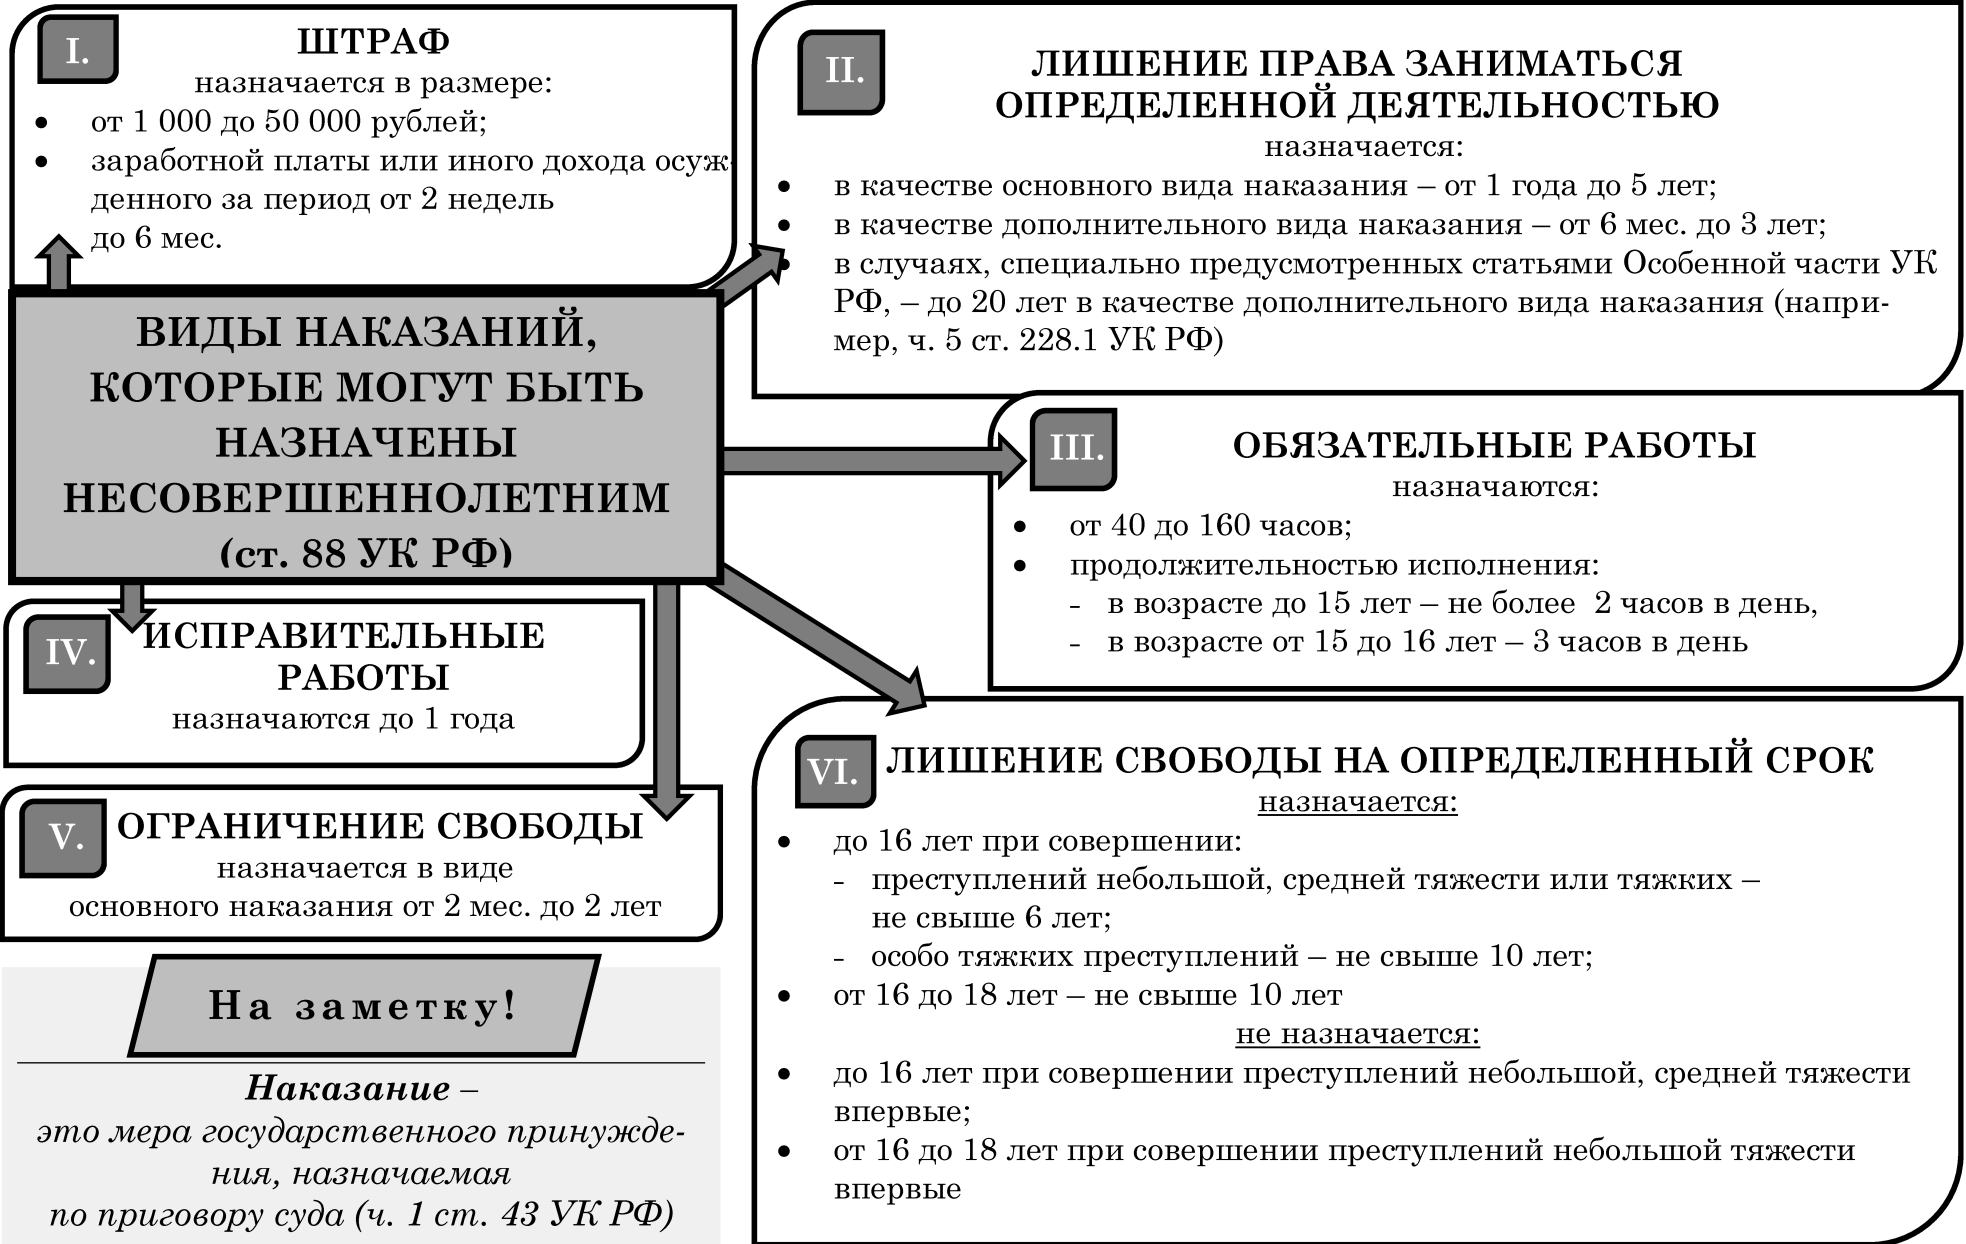 I.
ШТРАФ
назначается в размере:
• от 1 000 до 50 000 рублей;
• заработной платы или иного дохода осуж-
денного за период от 2 недель
до 6 мес.
II.
ЛИШЕНИЕ ПРАВА ЗАНИМАТЬСЯ
ОПРЕДЕЛЕННОЙ ДЕЯТЕЛЬНОСТЬЮ
назначается:
• в качестве основного вида наказания – от 1 года до 5 лет;
• в качестве дополнительного вида наказания – от 6 мес. до 3 лет;
• в случаях, специально предусмотренных статьями Особенной части УК
РФ, – до 20 лет в качестве дополнительного вида наказания (напри-
мер, ч. 5 ст. 228.1 УК РФ)
ВИДЫ НАКАЗАНИЙ,
КОТОРЫЕ МОГУТ БЫТЬ
НАЗНАЧЕНЫ
НЕСОВЕРШЕННОЛЕТНИМ
(ст. 88 УК РФ)
III.
ОБЯЗАТЕЛЬНЫЕ РАБОТЫ
назначаются:
• от 40 до 160 часов;
• продолжительностью исполнения:
- в возрасте до 15 лет – не более 2 часов в день,
- в возрасте от 15 до 16 лет – 3 часов в день
IV.
ИСПРАВИТЕЛЬНЫЕ
РАБОТЫ
назначаются до 1 года
V.
ОГРАНИЧЕНИЕ СВОБОДЫ
назначается в виде
основного наказания от 2 мес. до 2 лет
VI.
ЛИШЕНИЕ СВОБОДЫ НА ОПРЕДЕЛЕННЫЙ СРОК
назначается:
• до 16 лет при совершении:
- преступлений небольшой, средней тяжести или тяжких –
не свыше 6 лет;
- особо тяжких преступлений – не свыше 10 лет;
• от 16 до 18 лет – не свыше 10 лет
не назначается:
• до 16 лет при совершении преступлений небольшой, средней тяжести
впервые;
• от 16 до 18 лет при совершении преступлений небольшой тяжести
впервые
На заметку!
Наказание –
это мера государственного принужде-
ния, назначаемая
по приговору суда (ч. 1 ст. 43 УК РФ)